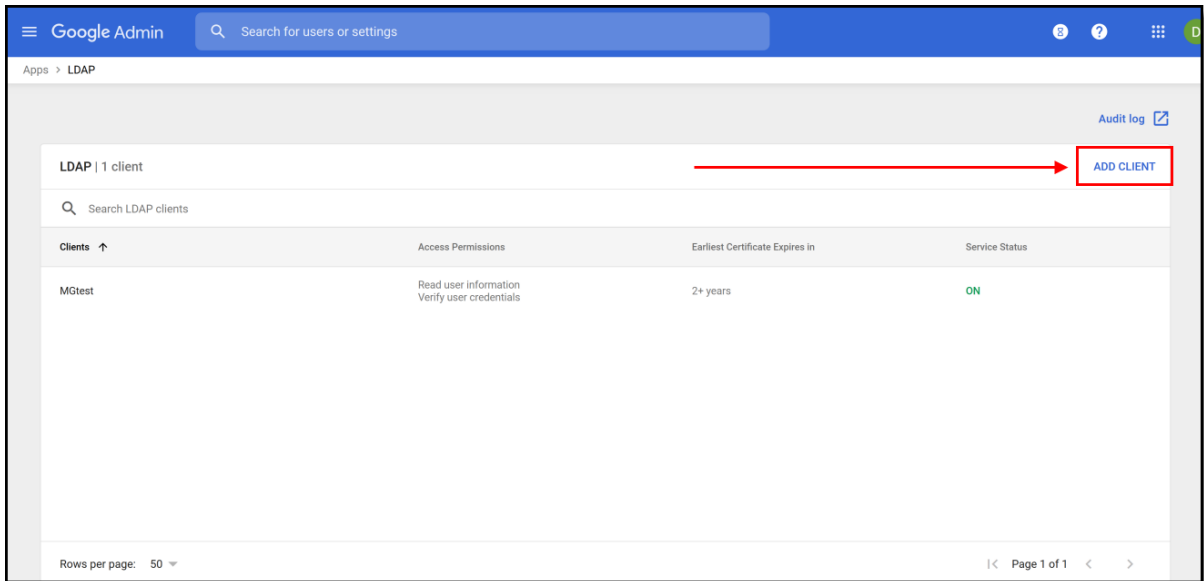 Google Admin
Search for users or settings
Apps > LDAP
Audit log
LDAP | 1 client
ADD CLIENT
Search LDAP clients
Clients
Access Permissions
Earliest Certificate Expires in
Service Status
MGtest
Read user information
Verify user credentials
2+ years
ON
Rows per page: 50
Page 1 of 1
D